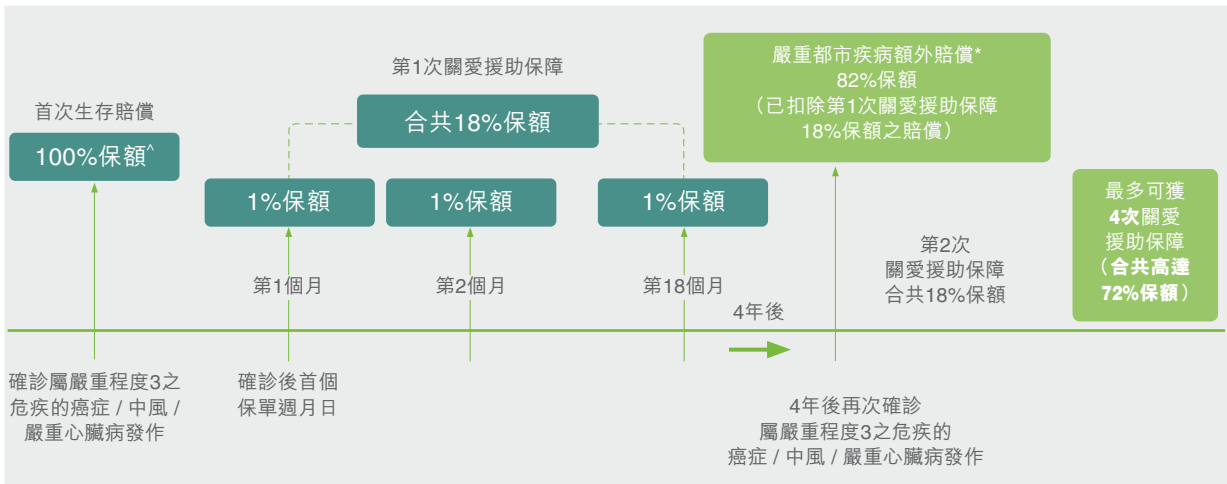 首次生存賠償
100%保額^
第1次關愛援助保障
合共18%保額
1%保額
1%保額
1%保額
第1個月
第2個月
第18個月
4年後
嚴重都市疾病額外賠償*
82%保額
（已扣除第1次關愛援助保障
18%保額之賠償）
第2次
關愛援助保障
合共18%保額
最多可獲
4次關愛
援助保障
（合共高達
72%保額）
確診屬嚴重程度3之
危疾的癌症 / 中風 /
嚴重心臟病發作
確診後首個
保單週月日
4年後再次確診
屬嚴重程度3之危疾的
癌症 / 中風 / 嚴重心臟病發作